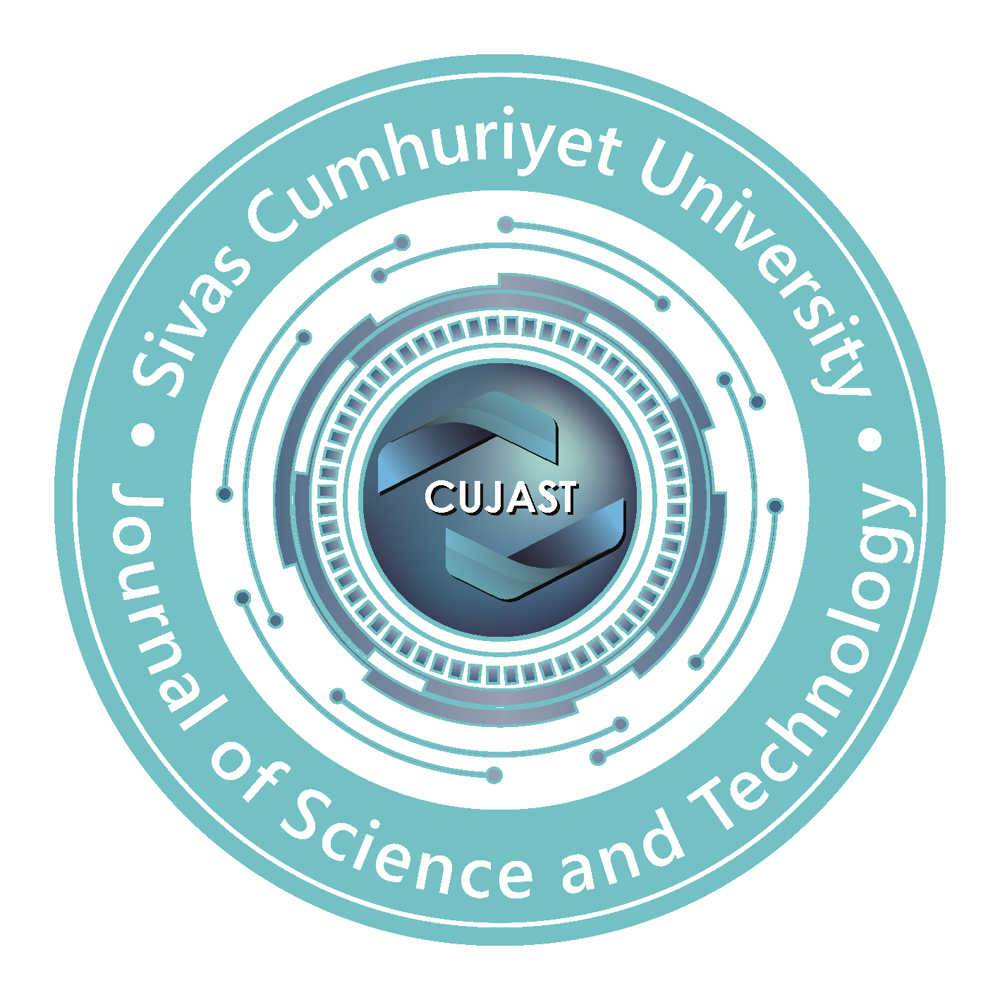 Sivas Cumhuriyet University
CUJAST
Journal of Science and Technology